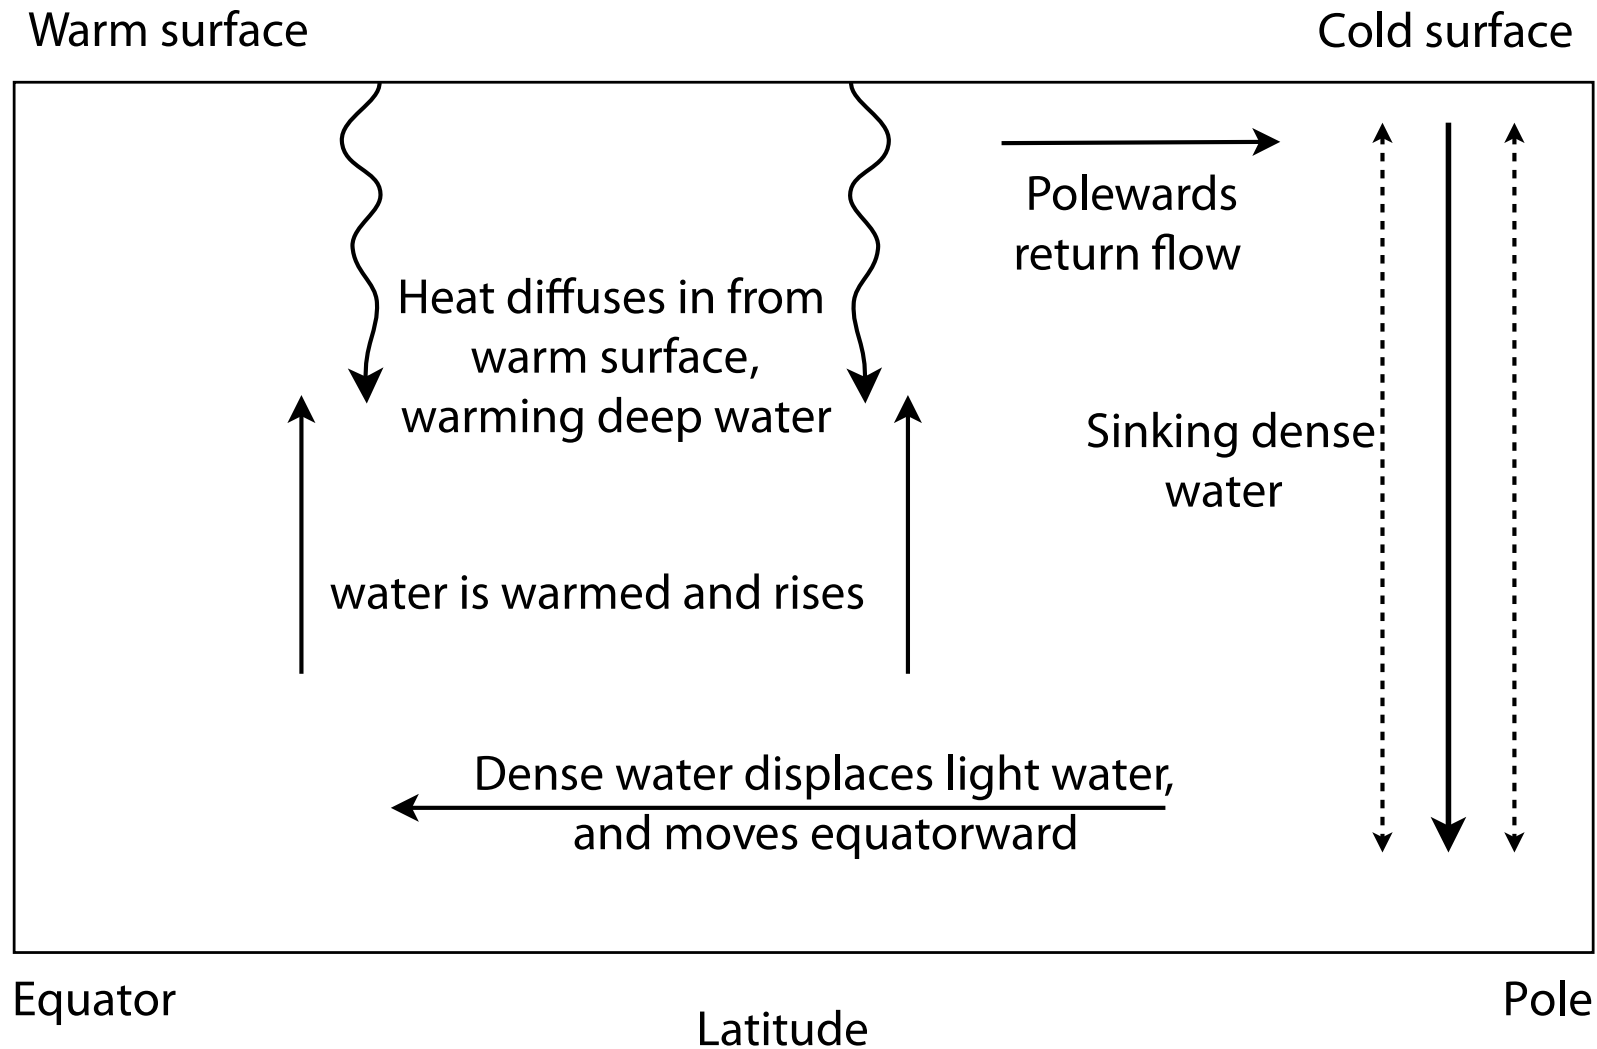 Warm surface
Cold surface
Polewards
return flow
Heat diffuses in from
warm surface,
warming deep water
Sinking dense
water
water is warmed and rises
Dense water displaces light water,
and moves equatorward
Equator
Pole
Latitude